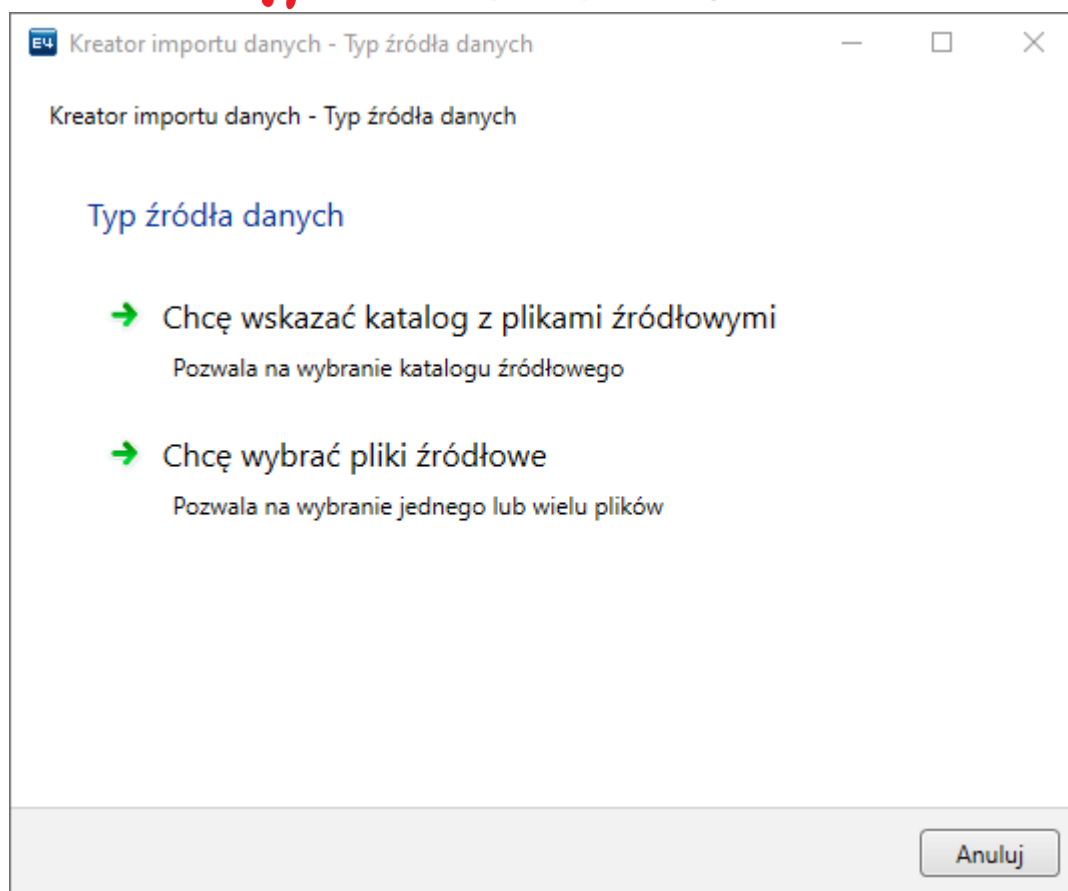 E4 Kreator importu danych - Typ źródła danych
Kreator importu danych - Typ źródła danych
Typ źródła danych
Chcę wskazać katalog z plikami źródłowymi
Pozwala na wybranie katalogu źródłowego
Chcę wybrać pliki źródłowe
Pozwala na wybranie jednego lub wielu plików
Anuluj